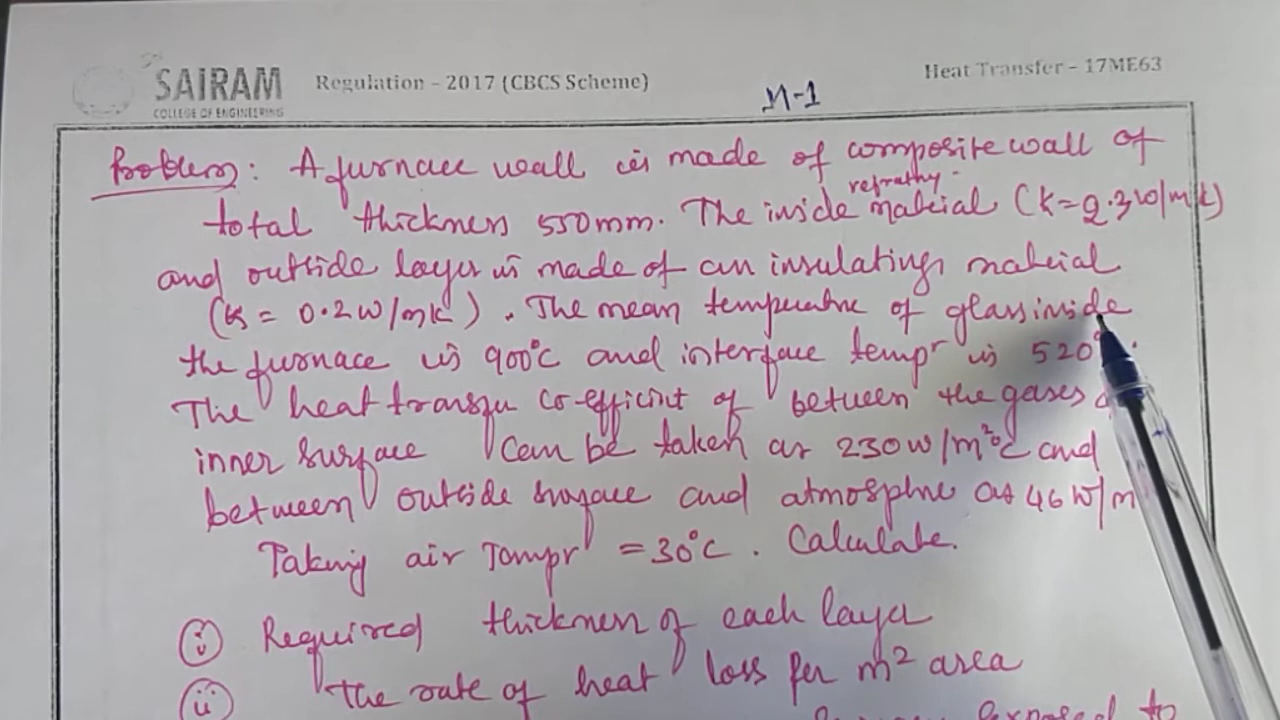 SAIRAM
COLLEGE OF ENGINEERING
Regulation - 2017 (CBCS Scheme)
Heat Transfer - 17ME63
M-1
Problem: A furnace wall is made of composite wall of
total thickness 550mm. The inside refrathy material (K=2.3w/mk)
and outside layer is made of an insulating material
(K = 0.2w/mk). The mean temperature of glass inside
the furnace is 900°C and interface tempr is 520°
The heat transfer co-efficint of between the gases
inner surface can be taken as 230w/m²°C and
between outside surface and atmosphre as 46w/m
Taking air Tempr = 30°C. Calculate.
(i) Required thickness of each layer
(ii) the rate of heat loss per m² area
exposed to